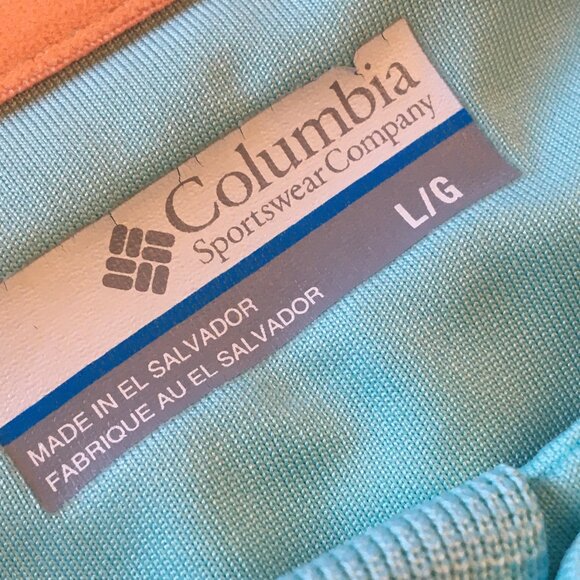 Columbia
Sportswear Company
L/G
MADE IN EL SALVADOR
FABRIQUE AU EL SALVADOR